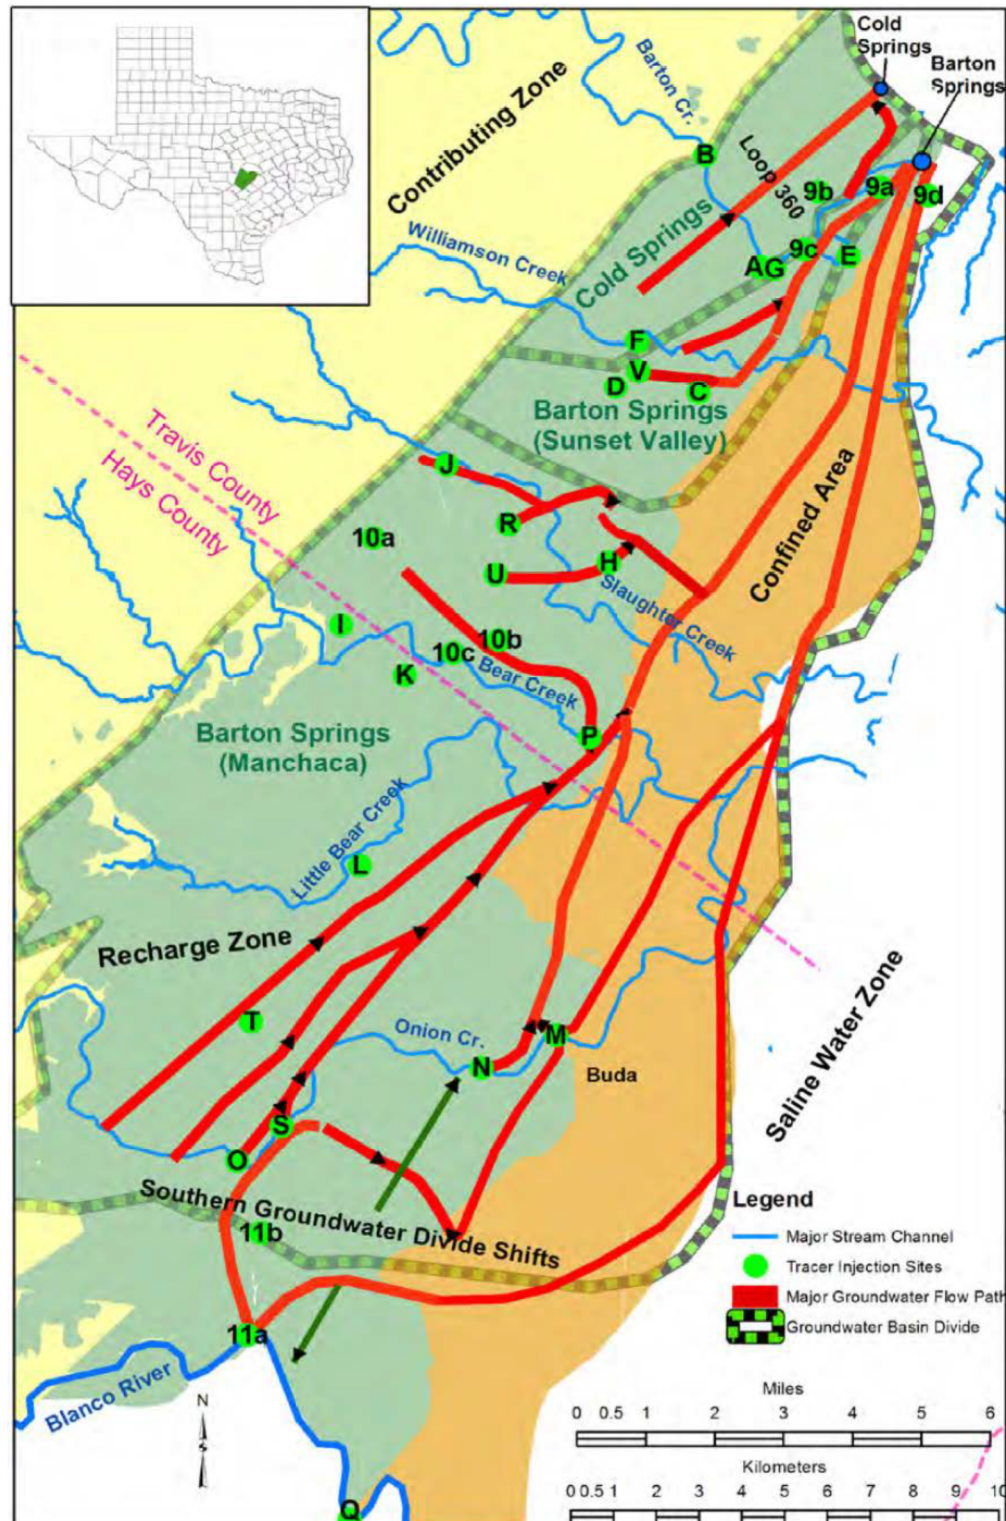 Cold
Springs
Barton
Springs
Barton Cr.
Contributing Zone
B
Loop 360
9b
9a
9d
Williamson Creek
Cold Springs
9c
AG
E
F
V
D
C
Barton Springs
(Sunset Valley)
Travis County
Hays County
J
R
10a
Confined Area
U
H
Slaughter Creek
I
10b
10c
K
Bear Creek
Barton Springs
(Manchaca)
P
Little Bear Creek
L
Recharge Zone
T
Onion Cr.
M
N
Buda
Saline Water Zone
S
O
Southern Groundwater Divide Shifts
11b
11a
Blanco River
N
S
Q
Legend
Major Stream Channel
Tracer Injection Sites
Major Groundwater Flow Path
Groundwater Basin Divide
Miles
0 0.5 1 2 3 4 5 6
Kilometers
0 0.5 1 2 3 4 5 6 7 8 9 10